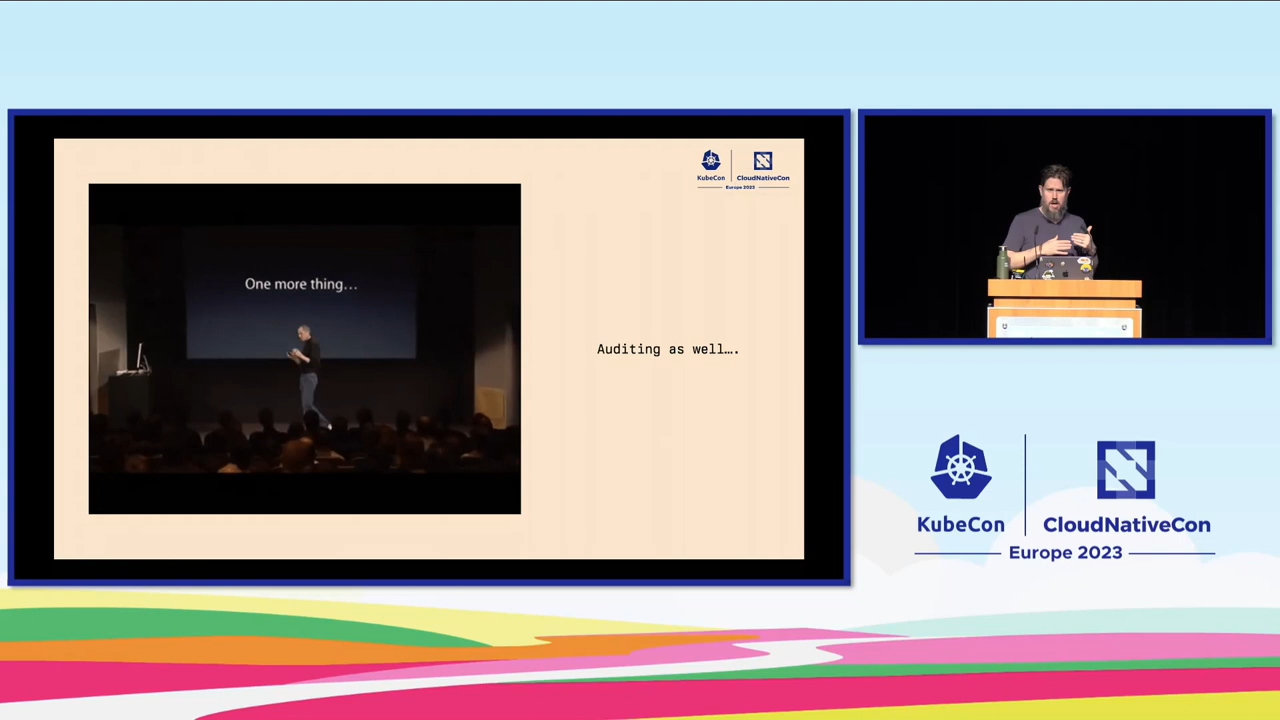 KubeCon
CloudNativeCon
Europe 2023
One more thing...
Auditing as well....
KubeCon
CloudNativeCon
Europe 2023